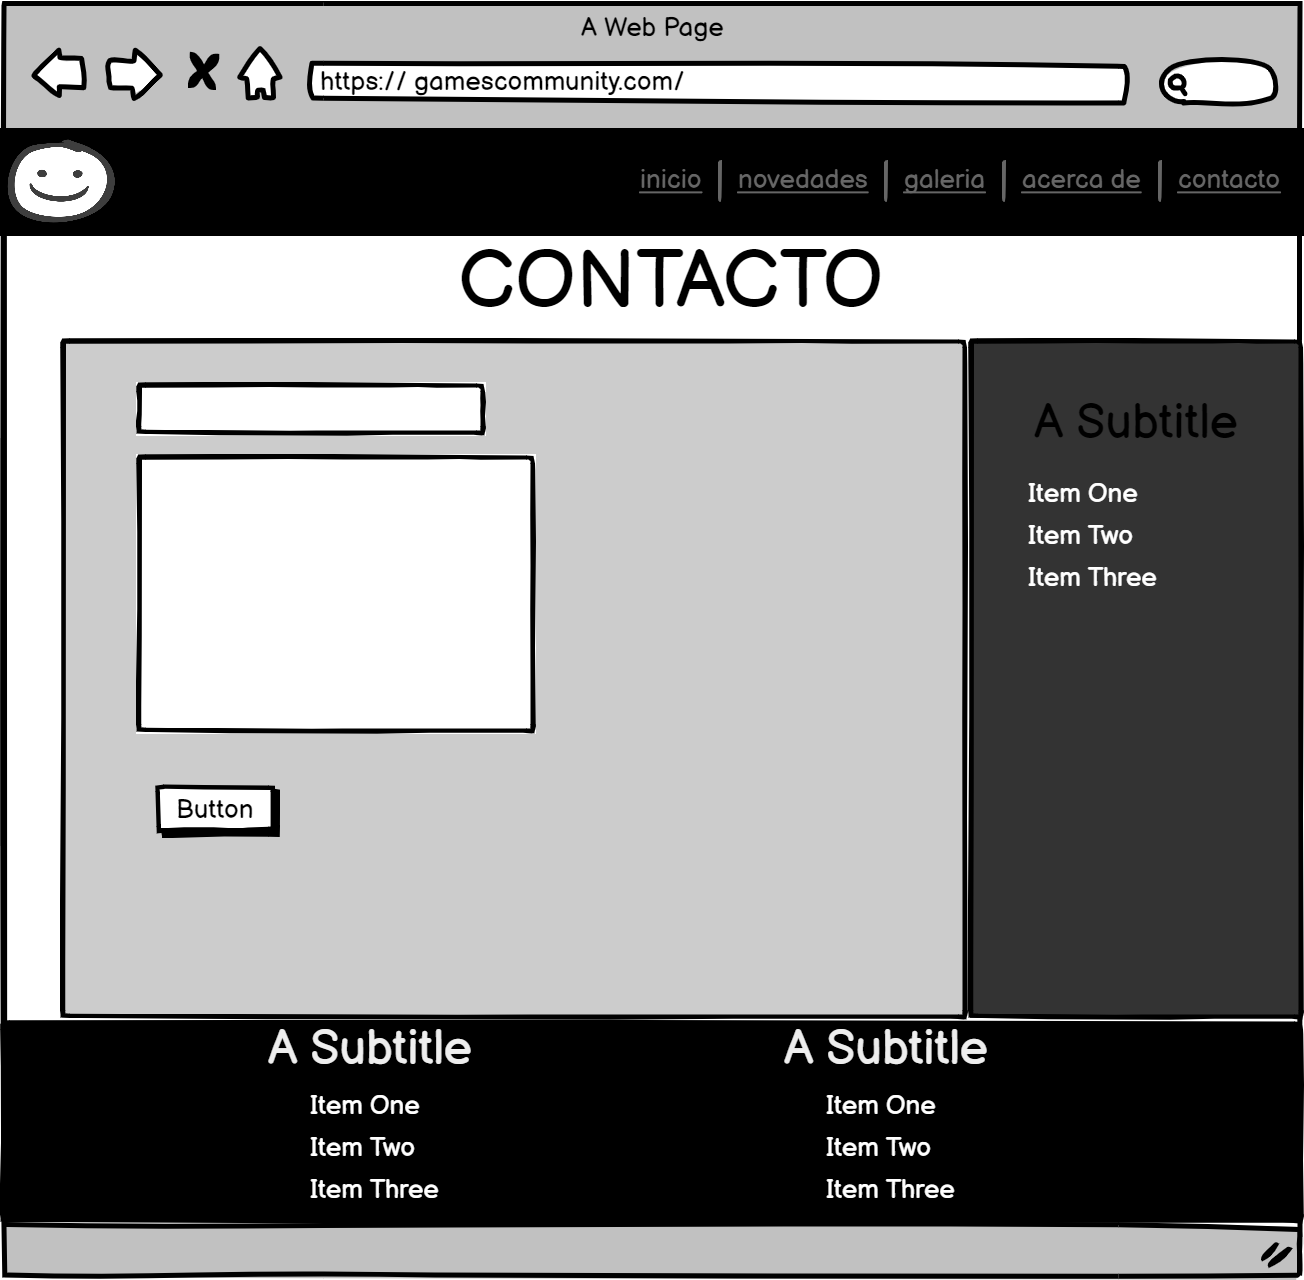 A Web Page
https:// gamescommunity.com/
inicio | novedades | galeria | acerca de | contacto
CONTACTO
A Subtitle
Item One
Item Two
Item Three
Button
A Subtitle
Item One
Item Two
Item Three
A Subtitle
Item One
Item Two
Item Three